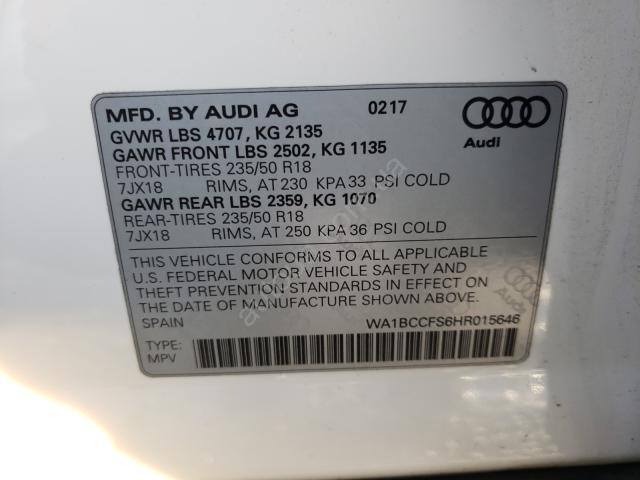 MFD. BY AUDI AG 0217
GVWR LBS 4707, KG 2135
GAWR FRONT LBS 2502, KG 1135
FRONT-TIRES 235/50 R18
7JX18 RIMS, AT 230 KPA 33 PSI COLD
GAWR REAR LBS 2359, KG 1070
REAR-TIRES 235/50 R18
7JX18 RIMS, AT 250 KPA 36 PSI COLD
Audi
THIS VEHICLE CONFORMS TO ALL APPLICABLE
U.S. FEDERAL MOTOR VEHICLE SAFETY AND
THEFT PREVENTION STANDARDS IN EFFECT ON
THE DATE OF MANUFACTURE SHOWN ABOVE.
SPAIN WA1BCCFS6HR015646
TYPE:
MPV
Audi